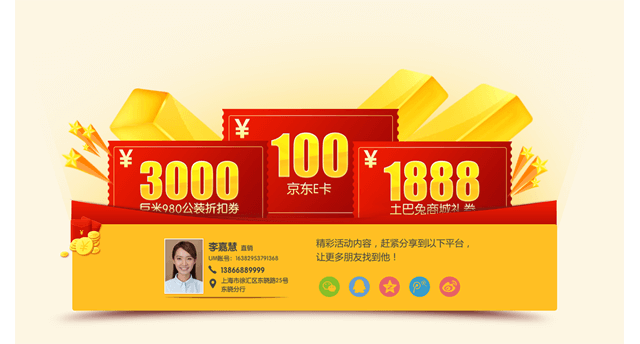 ¥
100
京东E卡
¥
3000
巨米980公装折扣券
¥
1888
土巴兔商城礼券
李嘉慧 直销
UM账号:16382953791368
13866889999
上海市徐汇区东晓路25号
东晓分行
精彩活动内容,赶紧分享到以下平台,
让更多朋友找到他!